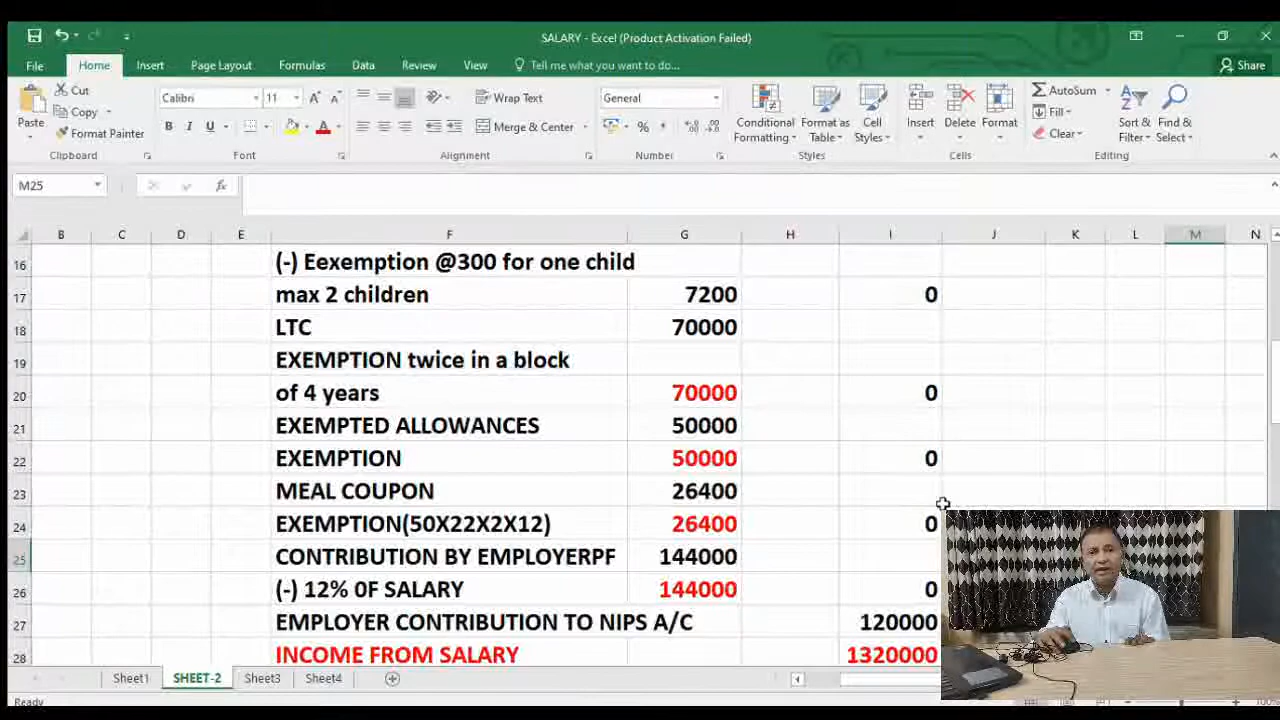 SALARY - Excel (Product Activation Failed)
File Home Insert Page Layout Formulas Data Review View Tell me what you want to do... Share
Paste Cut Copy Format Painter
Calibri 11
B I U A
Wrap Text
Merge & Center
General
%
Conditional Formatting Format as Table Cell Styles
Insert Delete Format
AutoSum Fill Clear
Sort & Filter Find & Select
Clipboard Font Alignment Number Styles Cells Editing
M25 fx
B C D E F G H I J K L M N
16 (-) Eexemption @300 for one child
17 max 2 children 7200 0
18 LTC 70000
19 EXEMPTION twice in a block
20 of 4 years 70000 0
21 EXEMPTED ALLOWANCES 50000
22 EXEMPTION 50000 0
23 MEAL COUPON 26400
24 EXEMPTION(50X22X2X12) 26400 0
25 CONTRIBUTION BY EMPLOYERPF 144000
26 (-) 12% 0F SALARY 144000 0
27 EMPLOYER CONTRIBUTION TO NIPS A/C 120000
28 INCOME FROM SALARY 1320000
Sheet1 SHEET-2 Sheet3 Sheet4
Ready